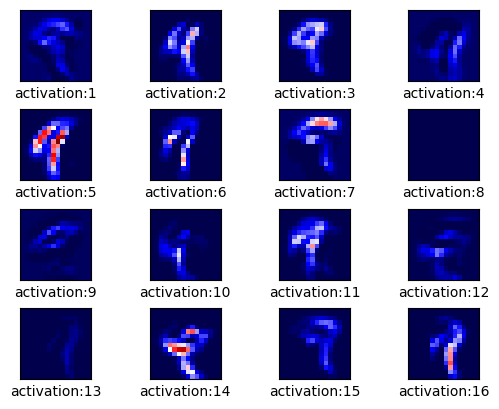 activation:1 activation:2 activation:3 activation:4
activation:5 activation:6 activation:7 activation:8
activation:9 activation:10 activation:11 activation:12
activation:13 activation:14 activation:15 activation:16